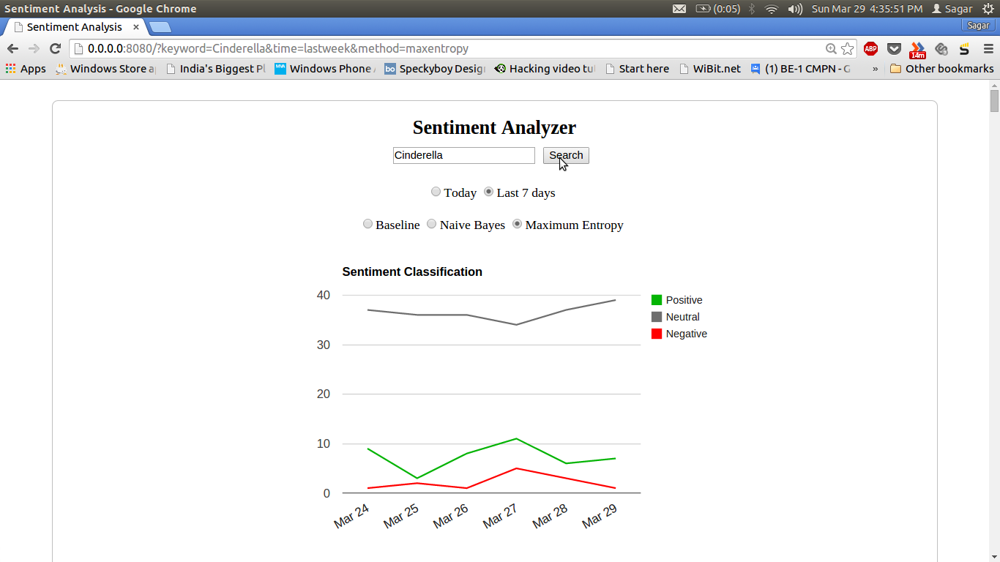 Sentiment Analysis - Google Chrome (0:05) Sun Mar 29 4:35:51 PM Sagar
Sentiment Analysis × Sagar
0.0.0.0:8080/?keyword=Cinderella&time=lastweek&method=maxentropy ABP 14m
Apps Windows Store a MVA India's Biggest Pl Windows Phone bo Speckyboy Desig Hacking video tu Start here WiBit.net (1) BE-1 CMPN - G » Other bookmarks
Sentiment Analyzer
Cinderella Search
Today Last 7 days
Baseline Naive Bayes Maximum Entropy
Sentiment Classification
40
30
20
10
0
Positive
Neutral
Negative
Mar 24 Mar 25 Mar 26 Mar 27 Mar 28 Mar 29